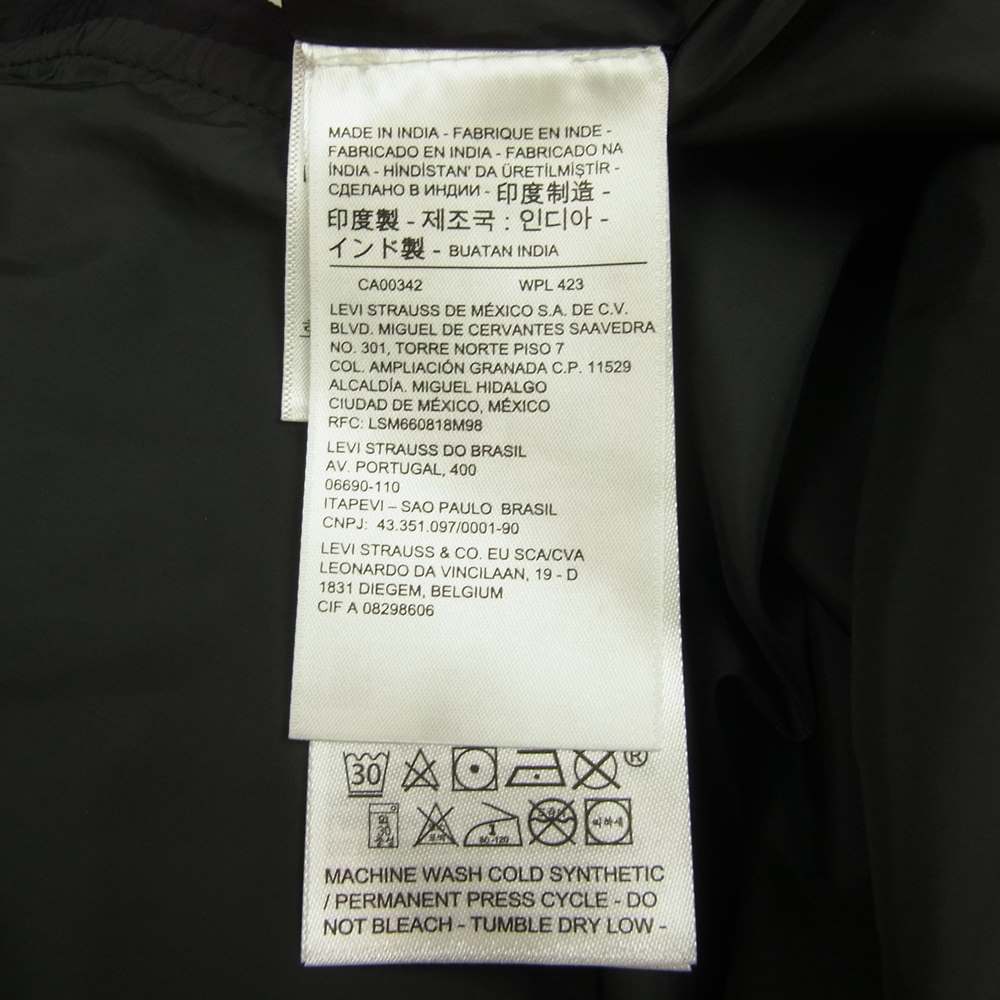 MADE IN INDIA - FABRIQUE EN INDE -
FABRICADO EN INDIA - FABRICADO NA
ÍNDIA - HİNDİSTAN' DA ÜRETİLMİŞTİR -
СДЕЛАНО В ИНДИИ - 印度制造 -
印度製 - 제조국 : 인디아 -
インド製 - BUATAN INDIA
CA00342 WPL 423
LEVI STRAUSS DE MÉXICO S.A. DE C.V.
BLVD. MIGUEL DE CERVANTES SAAVEDRA
NO. 301, TORRE NORTE PISO 7
COL. AMPLIACIÓN GRANADA C.P. 11529
ALCALDÍA. MIGUEL HIDALGO
CIUDAD DE MÉXICO, MÉXICO
RFC: LSM660818M98
LEVI STRAUSS DO BRASIL
AV. PORTUGAL, 400
06690-110
ITAPEVI – SAO PAULO BRASIL
CNPJ: 43.351.097/0001-90
LEVI STRAUSS & CO. EU SCA/CVA
LEONARDO DA VINCILAAN, 19 - D
1831 DIEGEM, BELGIUM
CIF A 08298606
30 ®
30 중성 1 80-120
MACHINE WASH COLD SYNTHETIC
/ PERMANENT PRESS CYCLE - DO
NOT BLEACH - TUMBLE DRY LOW -